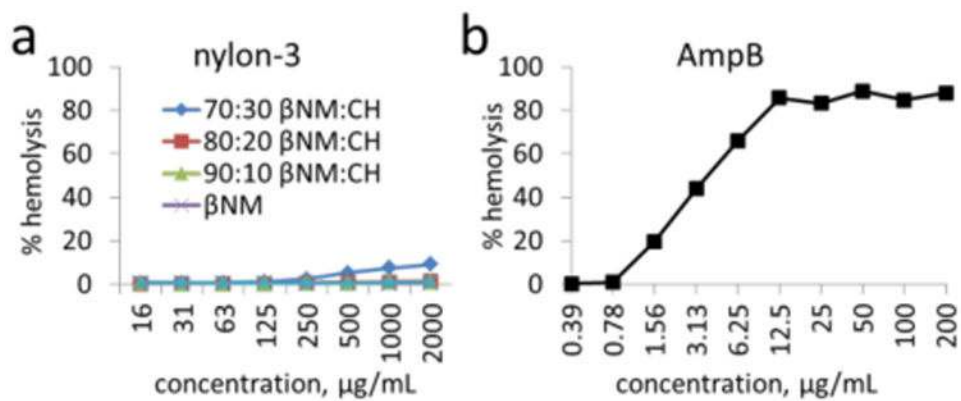 a
nylon-3
100
80
60
40
20
0
% hemolysis
70:30 βNM:CH
80:20 βNM:CH
90:10 βNM:CH
βNM
16 31 63 125 250 500 1000 2000
concentration, µg/mL
b
AmpB
100
80
60
40
20
0
% hemolysis
0.39 0.78 1.56 3.13 6.25 12.5 25 50 100 200
concentration, µg/mL